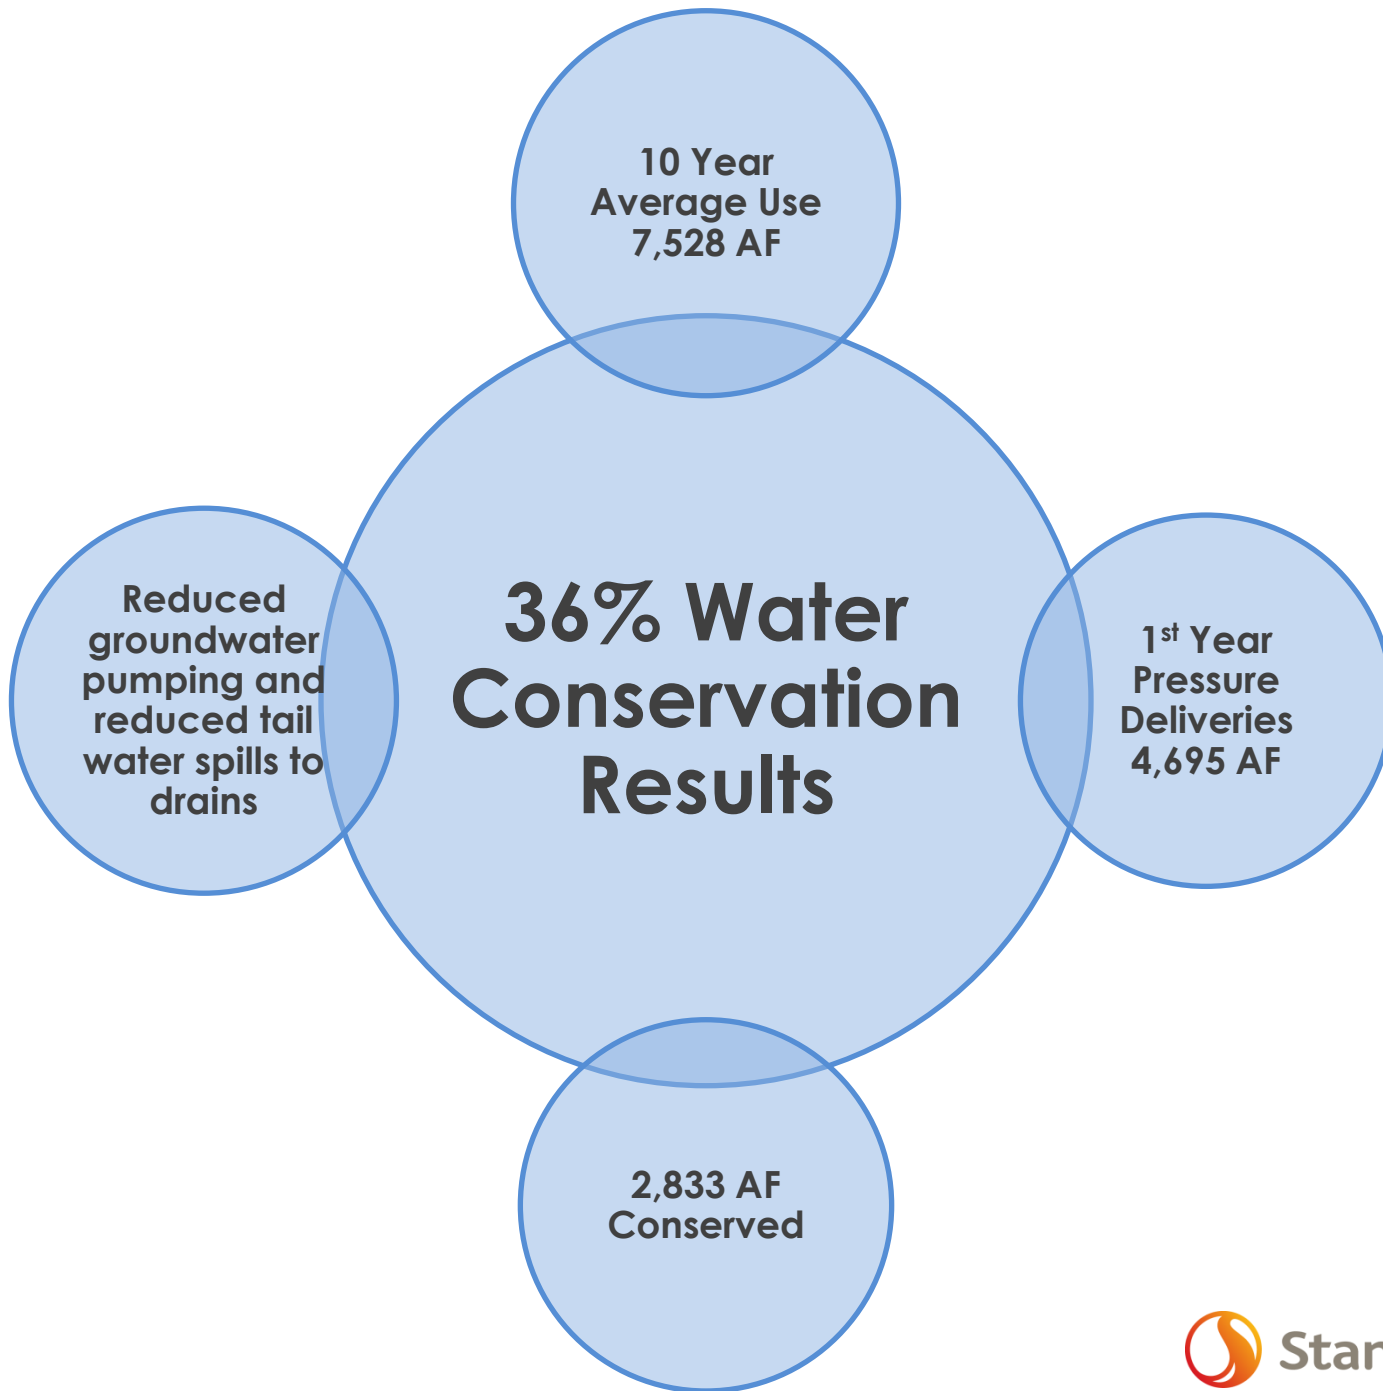 10 Year
Average Use
7,528 AF
Reduced
groundwater
pumping and
reduced tail
water spills to
drains
36% Water
Conservation
Results
1st Year
Pressure
Deliveries
4,695 AF
2,833 AF
Conserved